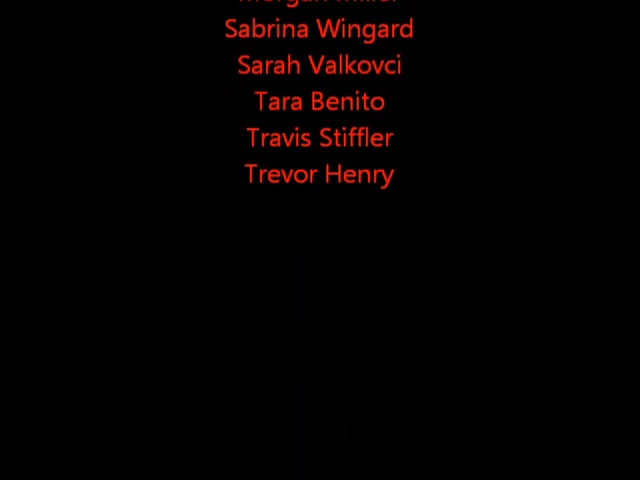 Sabrina Wingard
Sarah Valkovci
Tara Benito
Travis Stiffler
Trevor Henry